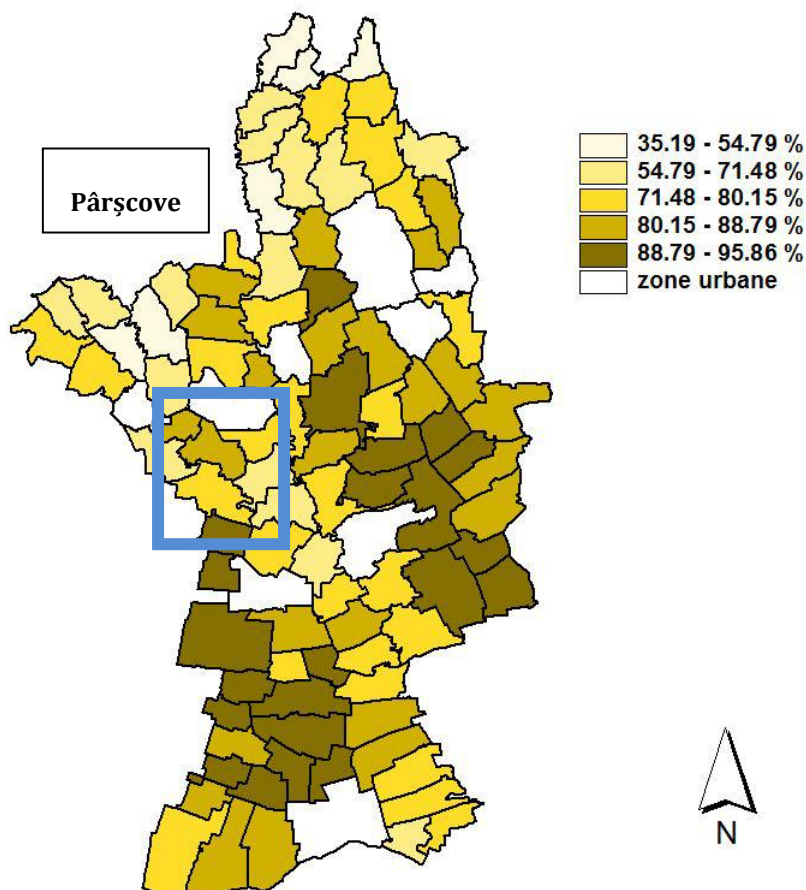 Pârşcove
35.19 - 54.79 %
54.79 - 71.48 %
71.48 - 80.15 %
80.15 - 88.79 %
88.79 - 95.86 %
zone urbane
N